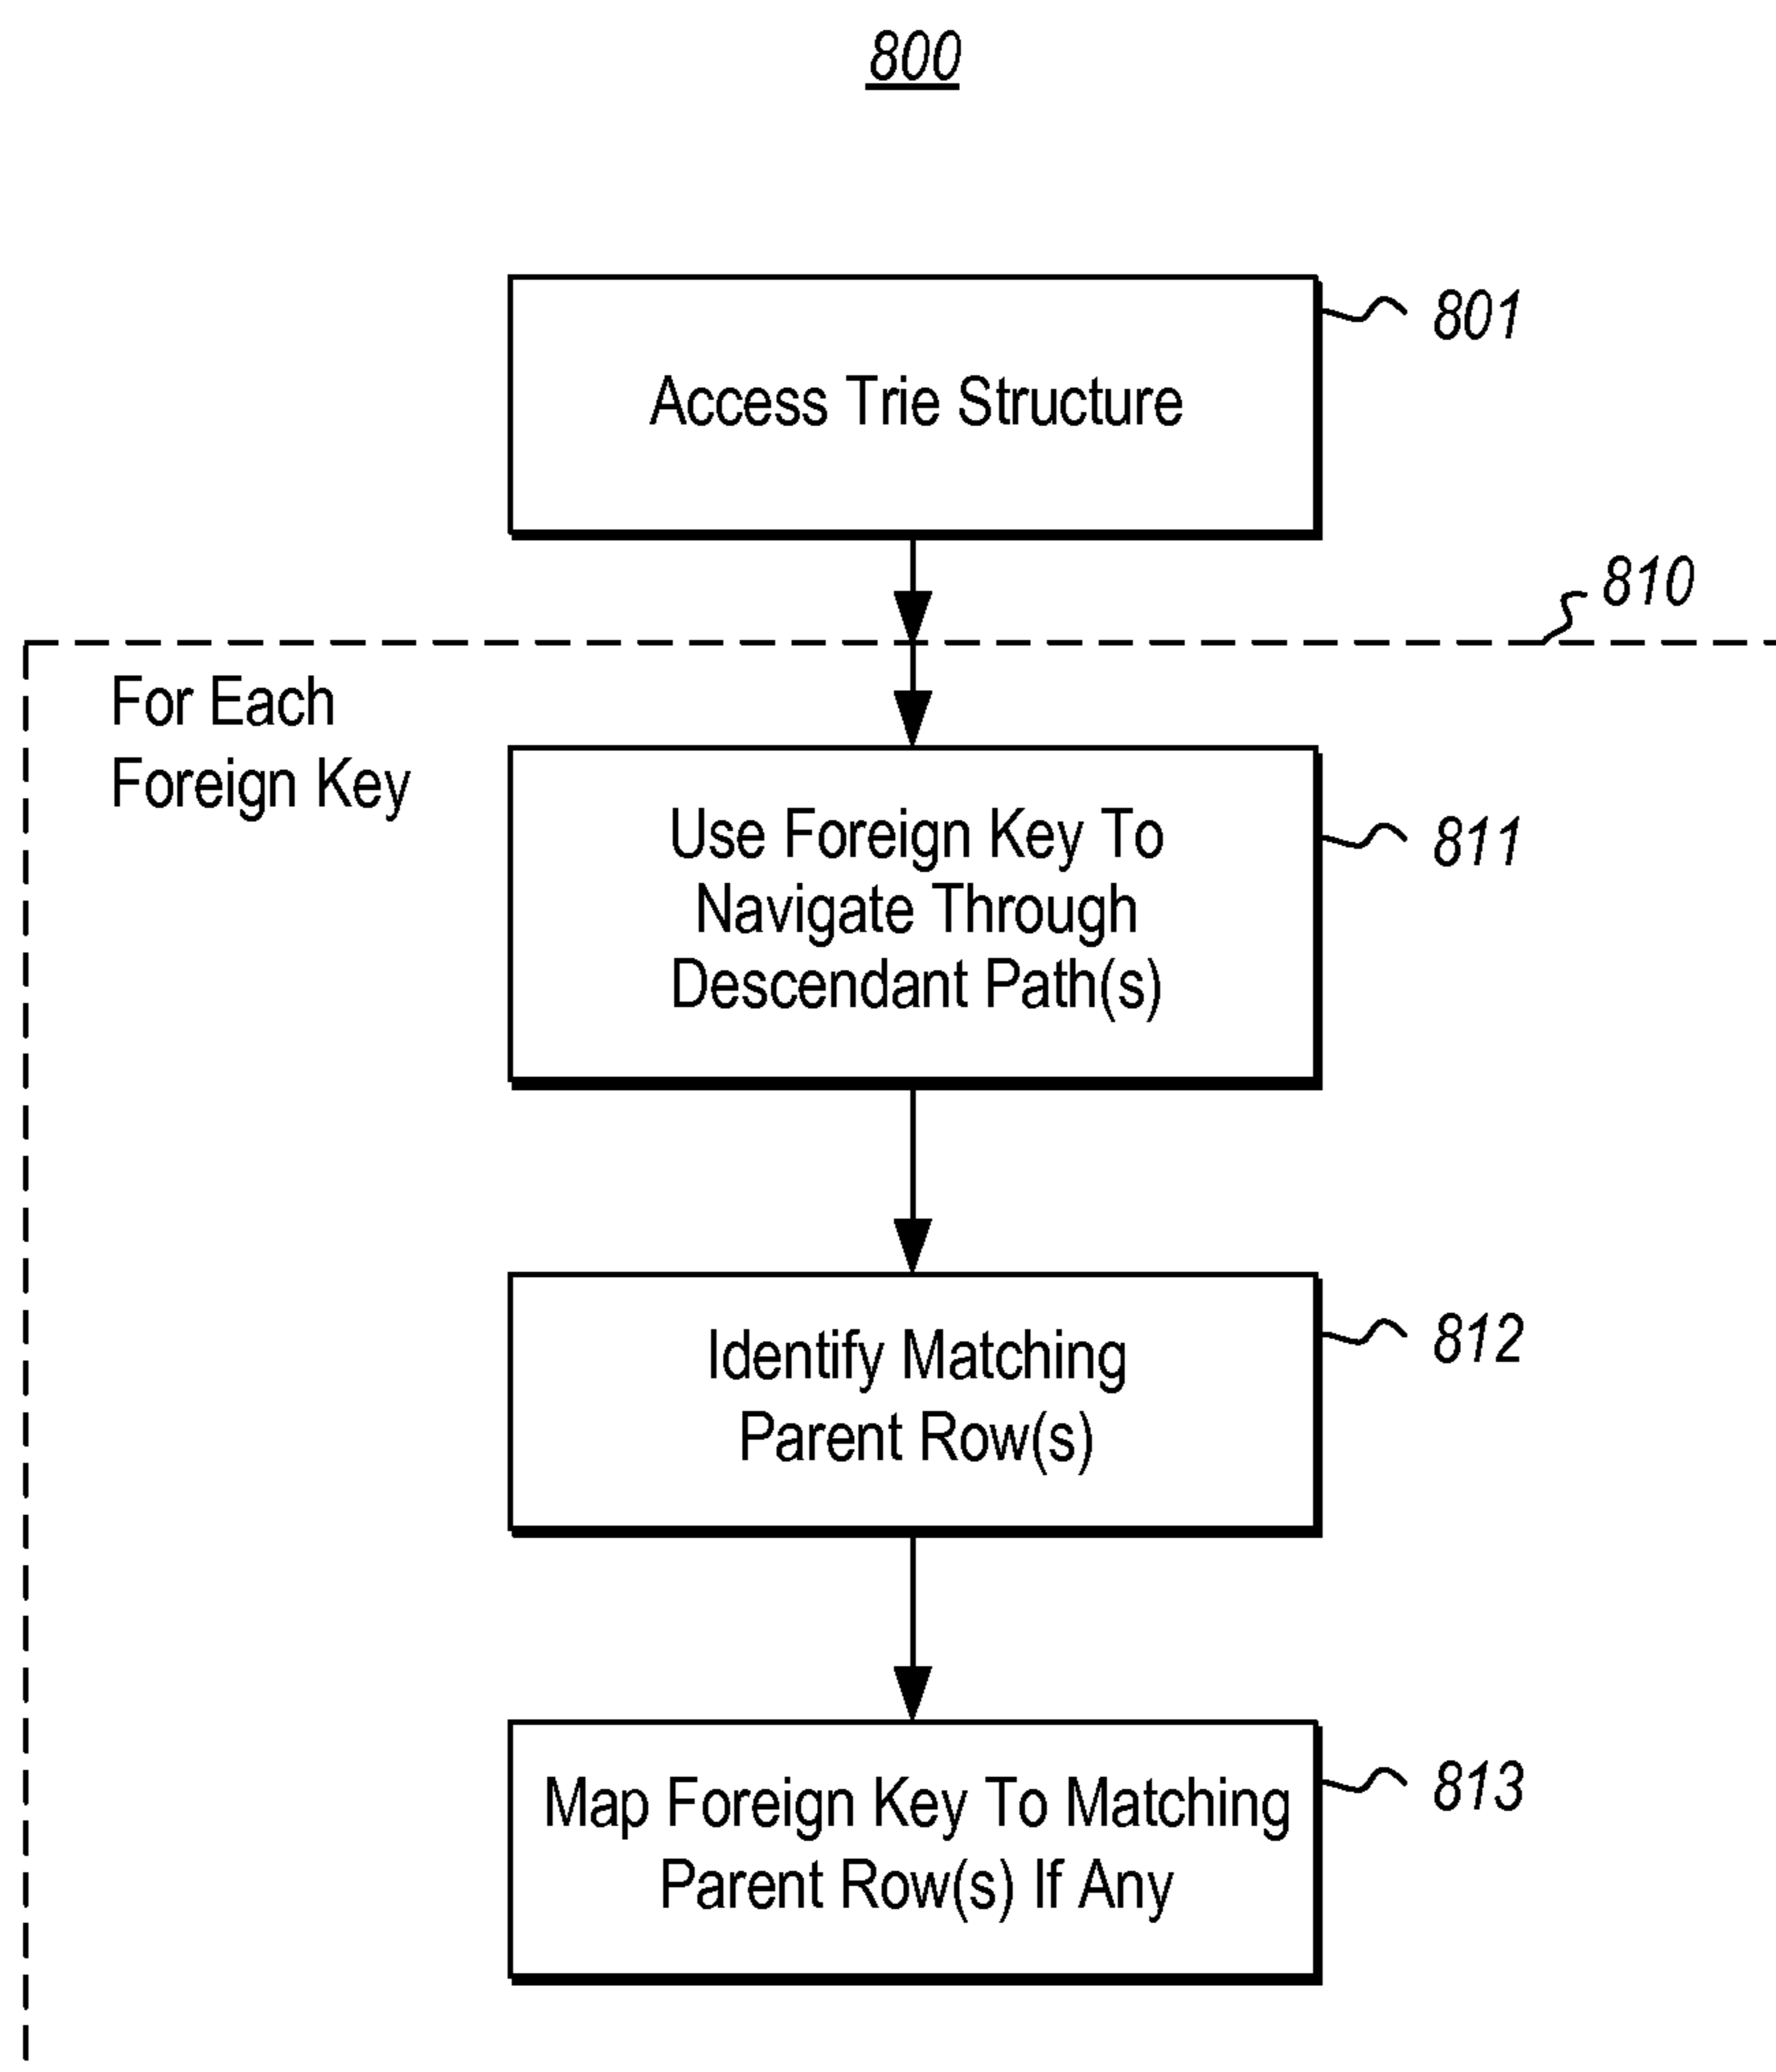 800
Access Trie Structure
801
810
For Each
Foreign Key
Use Foreign Key To
Navigate Through
Descendant Path(s)
811
Identify Matching
Parent Row(s)
812
Map Foreign Key To Matching
Parent Row(s) If Any
813